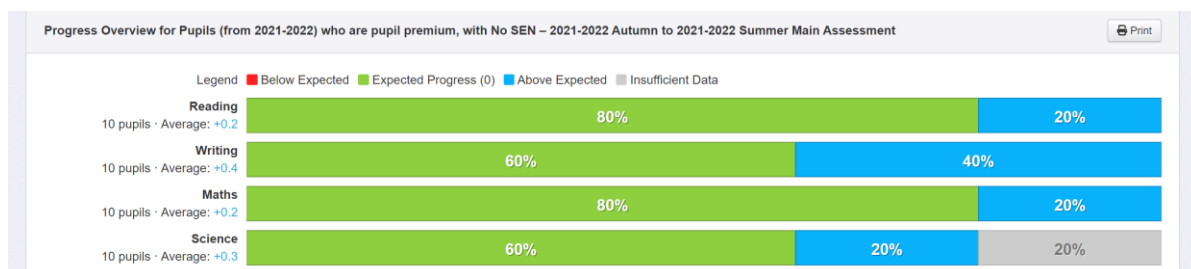 Progress Overview for Pupils (from 2021-2022) who are pupil premium, with No SEN – 2021-2022 Autumn to 2021-2022 Summer Main Assessment
Print
Legend Below Expected Expected Progress (0) Above Expected Insufficient Data
Reading
10 pupils · Average: +0.2
80% 20%
Writing
10 pupils · Average: +0.4
60% 40%
Maths
10 pupils · Average: +0.2
80% 20%
Science
10 pupils · Average: +0.3
60% 20% 20%